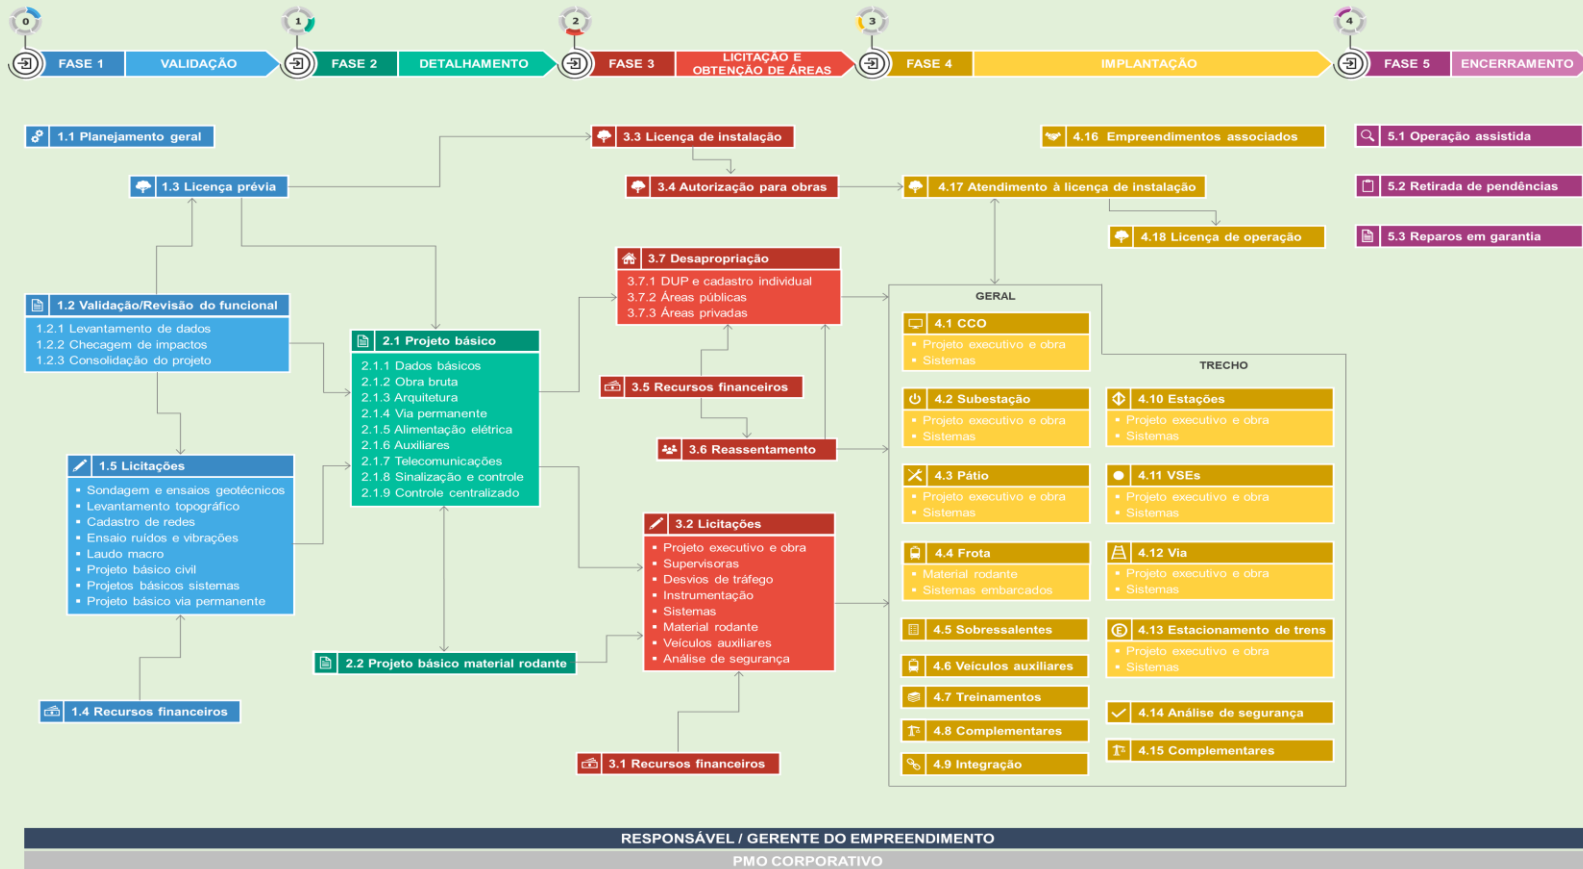 0
1
2
3
4
FASE 1
VALIDAÇÃO
FASE 2
DETALHAMENTO
FASE 3
LICITAÇÃO E
OBTENÇÃO DE ÁREAS
FASE 4
IMPLANTAÇÃO
FASE 5
ENCERRAMENTO
1.1 Planejamento geral
1.3 Licença prévia
1.2 Validação/Revisão do funcional
1.2.1 Levantamento de dados
1.2.2 Checagem de impactos
1.2.3 Consolidação do projeto
1.5 Licitações
▪ Sondagem e ensaios geotécnicos
▪ Levantamento topográfico
▪ Cadastro de redes
▪ Ensaio ruídos e vibrações
▪ Laudo macro
▪ Projeto básico civil
▪ Projetos básicos sistemas
▪ Projeto básico via permanente
1.4 Recursos financeiros
2.1 Projeto básico
2.1.1 Dados básicos
2.1.2 Obra bruta
2.1.3 Arquitetura
2.1.4 Via permanente
2.1.5 Alimentação elétrica
2.1.6 Auxiliares
2.1.7 Telecomunicações
2.1.8 Sinalização e controle
2.1.9 Controle centralizado
2.2 Projeto básico material rodante
3.3 Licença de instalação
3.4 Autorização para obras
3.7 Desapropriação
3.7.1 DUP e cadastro individual
3.7.2 Áreas públicas
3.7.3 Áreas privadas
3.5 Recursos financeiros
3.6 Reassentamento
3.2 Licitações
▪ Projeto executivo e obra
▪ Supervisoras
▪ Desvios de tráfego
▪ Instrumentação
▪ Sistemas
▪ Material rodante
▪ Veículos auxiliares
▪ Análise de segurança
3.1 Recursos financeiros
4.16 Empreendimentos associados
4.17 Atendimento à licença de instalação
4.18 Licença de operação
GERAL
4.1 CCO
▪ Projeto executivo e obra
▪ Sistemas
4.2 Subestação
▪ Projeto executivo e obra
▪ Sistemas
4.3 Pátio
▪ Projeto executivo e obra
▪ Sistemas
4.4 Frota
▪ Material rodante
▪ Sistemas embarcados
4.5 Sobressalentes
4.6 Veículos auxiliares
4.7 Treinamentos
4.8 Complementares
4.9 Integração
TRECHO
4.10 Estações
▪ Projeto executivo e obra
▪ Sistemas
4.11 VSEs
▪ Projeto executivo e obra
▪ Sistemas
4.12 Via
▪ Projeto executivo e obra
▪ Sistemas
E
4.13 Estacionamento de trens
▪ Projeto executivo e obra
▪ Sistemas
4.14 Análise de segurança
4.15 Complementares
5.1 Operação assistida
5.2 Retirada de pendências
5.3 Reparos em garantia
RESPONSÁVEL / GERENTE DO EMPREENDIMENTO
PMO CORPORATIVO